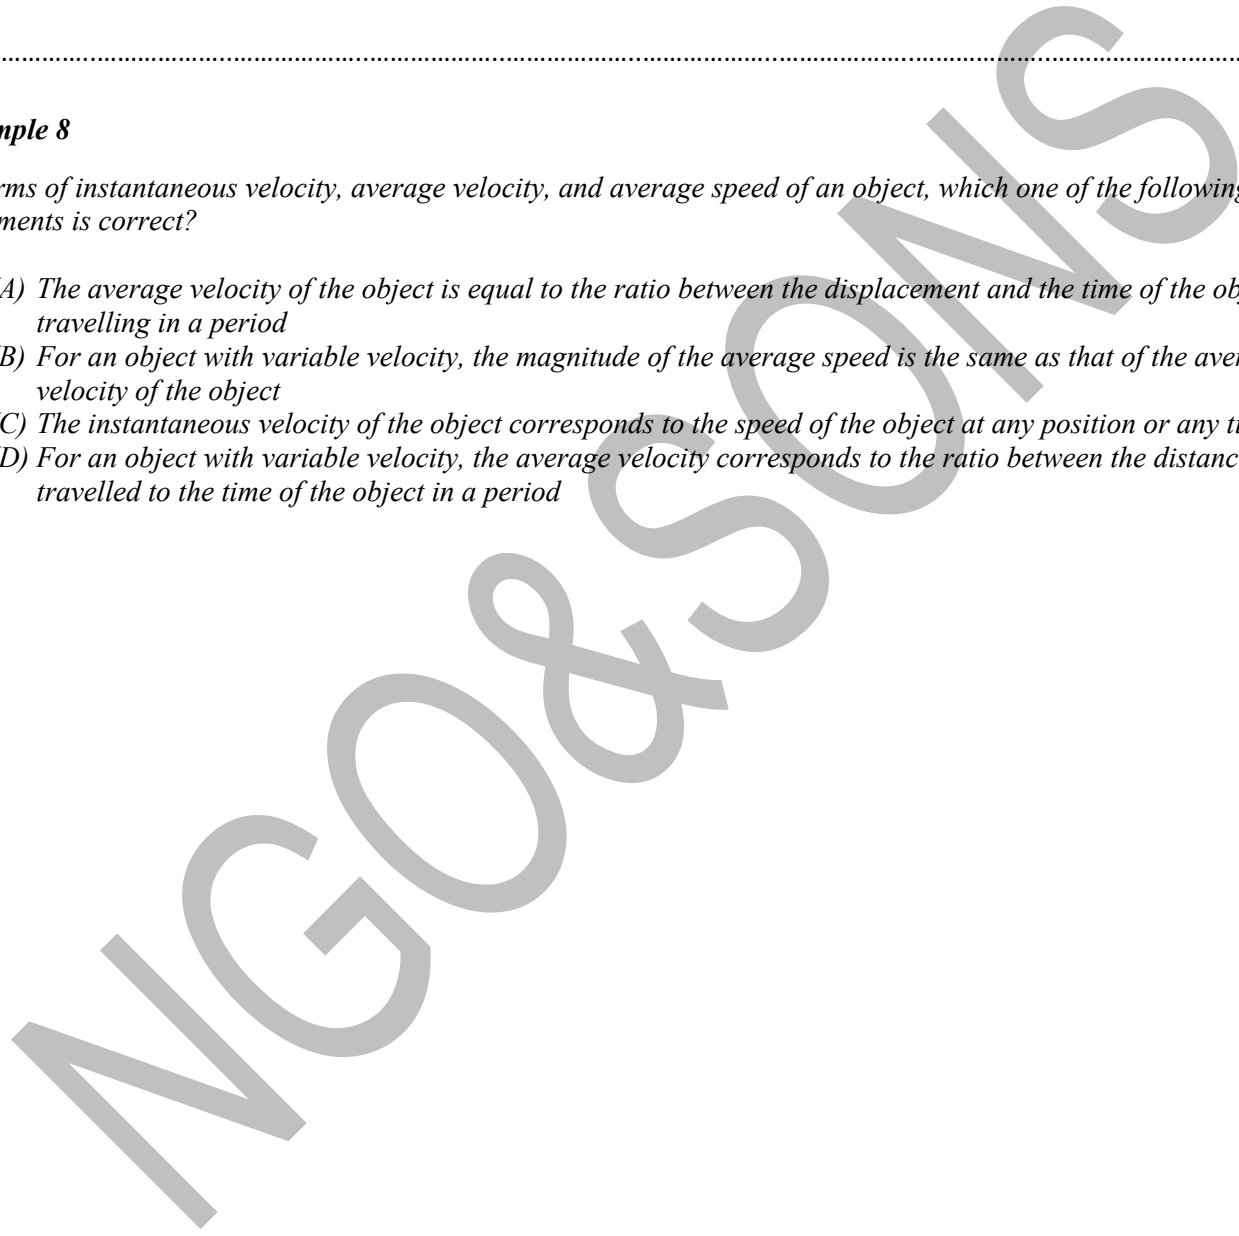 mple 8
rms of instantaneous velocity, average velocity, and average speed of an object, which one of the following
ments is correct?
A) The average velocity of the object is equal to the ratio between the displacement and the time of the obj
travelling in a period
B) For an object with variable velocity, the magnitude of the average speed is the same as that of the aver
velocity of the object
C) The instantaneous velocity of the object corresponds to the speed of the object at any position or any ti
D) For an object with variable velocity, the average velocity corresponds to the ratio between the distanc
travelled to the time of the object in a period
NGO&SONS